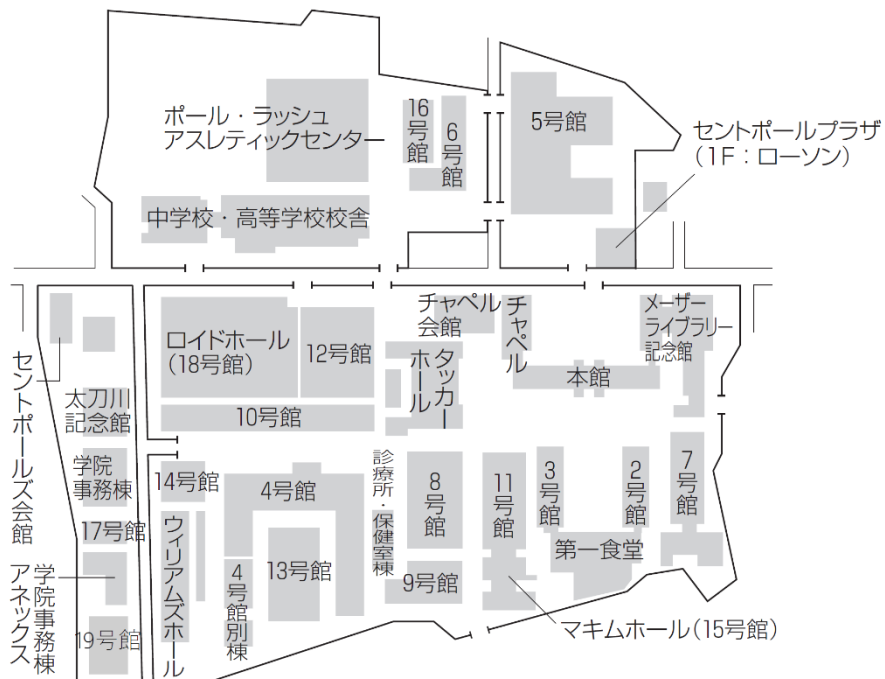 ポール・ラッシュ
アスレティックセンター
16号館
6号館
5号館
セントポールプラザ
(1F:ローソン)
中学校・高等学校校舎
チャペル
会館
チャペル
メーザー
ライブラリー
記念館
ロイドホール
(18号館)
12号館
タッカー
ホール
本館
セントポールズ会館
太刀川
記念館
10号館
学院
事務棟
14号館
4号館
診療所・保健室棟
8号館
11号館
3号館
2号館
7号館
17号館
ウィリアムズホール
4号館別棟
13号館
9号館
第一食堂
学院事務棟
アネックス
19号館
マキムホール(15号館)